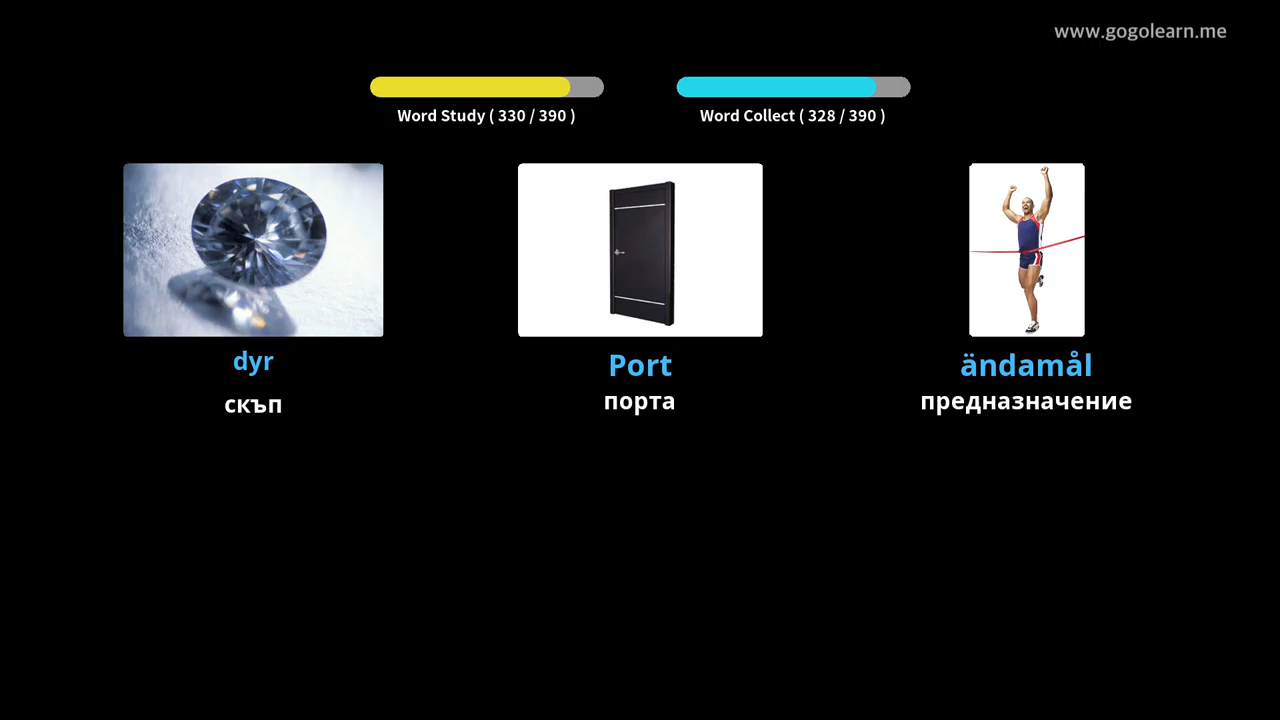 www.gogolearn.me
Word Study ( 330 / 390 )
Word Collect ( 328 / 390 )
dyr
скъп
Port
порта
ändamål
предназначение